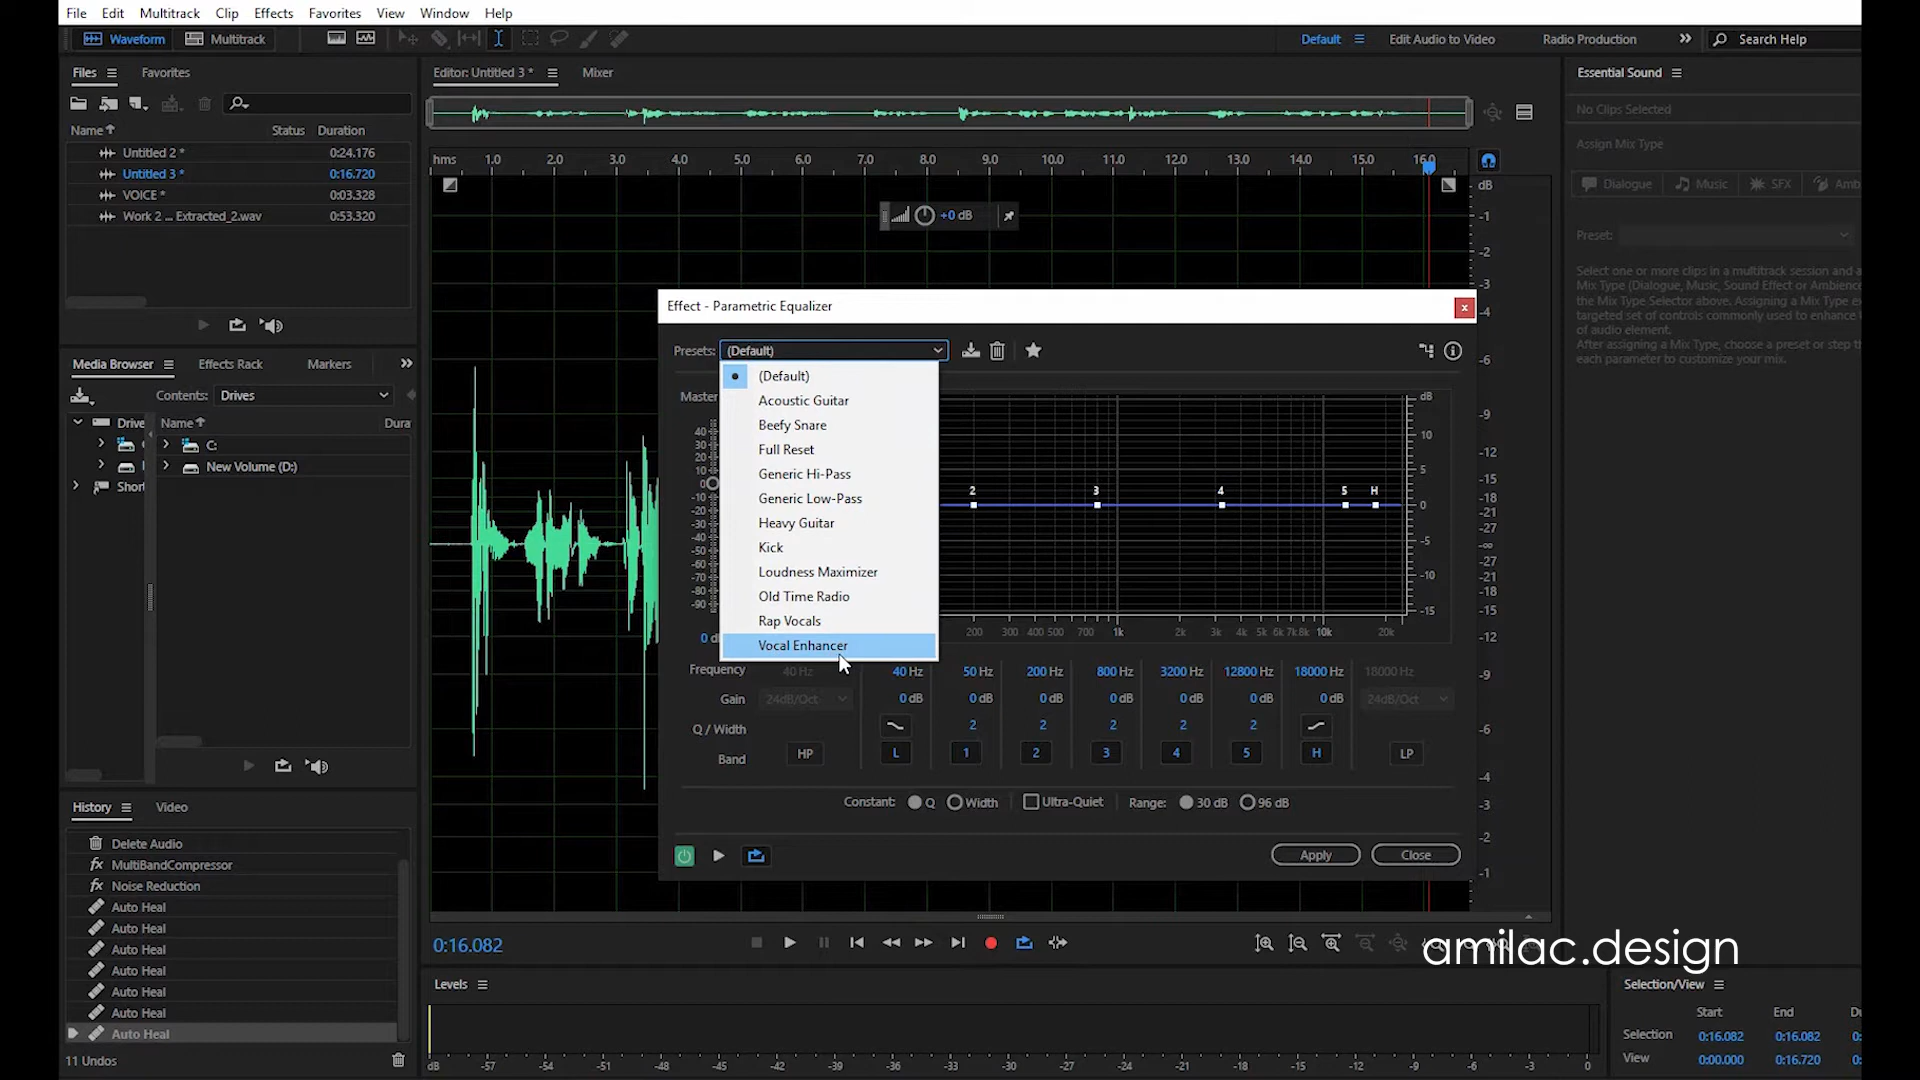 File Edit Multitrack Clip Effects Favorites View Window Help
Waveform Multitrack Default Edit Audio to Video Radio Production Search Help
Files Favorites
Name Status Duration
Untitled 2 * 0:24.176
Untitled 3 * 0:16.720
VOICE * 0:03.328
Work 2 ... Extracted_2.wav 0:53.320
Media Browser Effects Rack Markers
Contents: Drives
Drive Name Dura
C:
New Volume (D:)
Short
History Video
Delete Audio
MultiBandCompressor
Noise Reduction
Auto Heal
Auto Heal
Auto Heal
Auto Heal
Auto Heal
Auto Heal
Auto Heal
11 Undos
Editor: Untitled 3 * Mixer
hms 1.0 2.0 3.0 4.0 5.0 6.0 7.0 8.0 9.0 10.0 11.0 12.0 13.0 14.0 15.0 16.0
+0 dB
dB
-1
-2
-3
-4
-6
-9
-12
-15
-18
-21
-27
-∞
-27
-21
-18
-15
-12
-9
-6
-4
-3
-2
-1
Effect - Parametric Equalizer
Presets: (Default)
(Default)
Acoustic Guitar
Beefy Snare
Full Reset
Generic Hi-Pass
Generic Low-Pass
Heavy Guitar
Kick
Loudness Maximizer
Old Time Radio
Rap Vocals
Vocal Enhancer
Master
40
30
20
10
0
-10
-20
-30
-40
-50
-60
-70
-80
-90
0 d
2 3 4 5 H
dB
10
5
0
-5
-10
-15
200 300 400 500 1k 2k 3k 4k 5k 6k 7k 8k 10k 20k
Frequency 40 Hz 40 Hz 50 Hz 200 Hz 800 Hz 3200 Hz 12800 Hz 18000 Hz 18000 Hz
Gain 24dB/Oct 0 dB 0 dB 0 dB 0 dB 0 dB 0 dB 0 dB 24dB/Oct
Q / Width 2 2 2 2 2
Band HP L 1 2 3 4 5 H LP
Constant: Q Width Ultra-Quiet Range: 30 dB 96 dB
Apply Close
0:16.082
Levels
dB -57 -54 -51 -48 -45 -42 -39 -36 -33 -30 -27 -24 -21 -18 -15 -12 -9 -6 -3 0
Essential Sound
No Clips Selected
Assign Mix Type
Dialogue Music SFX Amb
Preset:
Select one or more clips in a multitrack session and a
Mix Type (Dialogue, Music, Sound Effect or Ambience
the Mix Type Selector above. Assigning a Mix Type
targeted set of controls commonly used to enhance
of audio element.
After assigning a Mix Type, choose a preset or step th
each parameter to customize your mix.
amilac.design
Selection/View
Start End Du
Selection 0:16.082 0:16.082 0:
View 0:00.000 0:16.720 0: